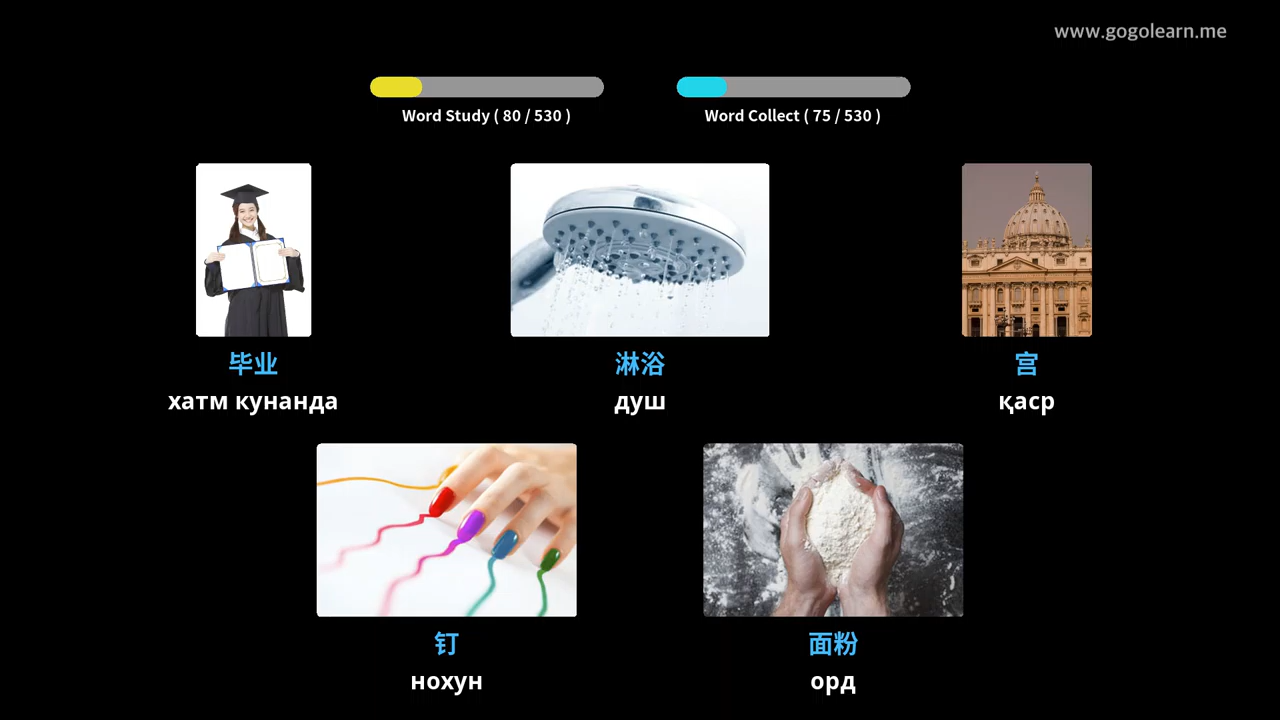 www.gogolearn.me
Word Study ( 80 / 530 )
Word Collect ( 75 / 530 )
毕业
хатм кунанда
淋浴
душ
宫
қаср
钉
нохун
面粉
орд